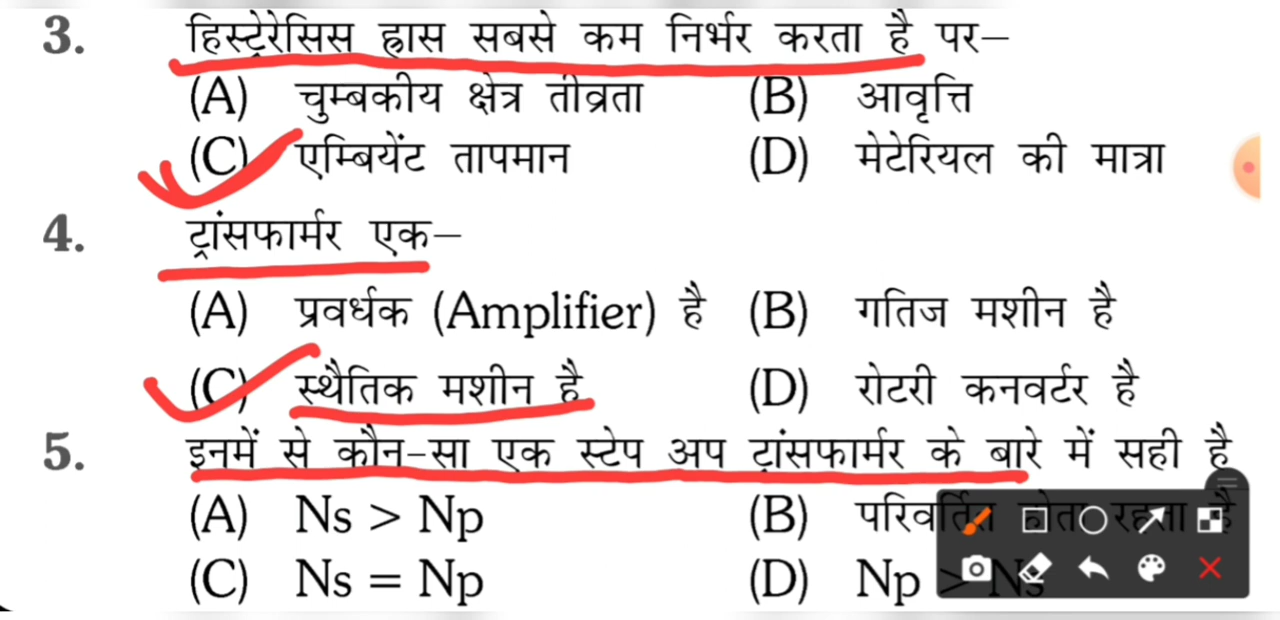 3. हिस्ट्रेरेसिस ह्रास सबसे कम निर्भर करता है पर–
(A) चुम्बकीय क्षेत्र तीव्रता (B) आवृत्ति
(C) एम्बियेंट तापमान (D) मेटेरियल की मात्रा
4. ट्रांसफार्मर एक–
(A) प्रवर्धक (Amplifier) है (B) गतिज मशीन है
(C) स्थैतिक मशीन है (D) रोटरी कनवर्टर है
5. इनमें से कौन-सा एक स्टेप अप ट्रांसफार्मर के बारे में सही है
(A) Ns > Np (B) परिवर्तित होता रहता है
(C) Ns = Np (D) Np > Ns